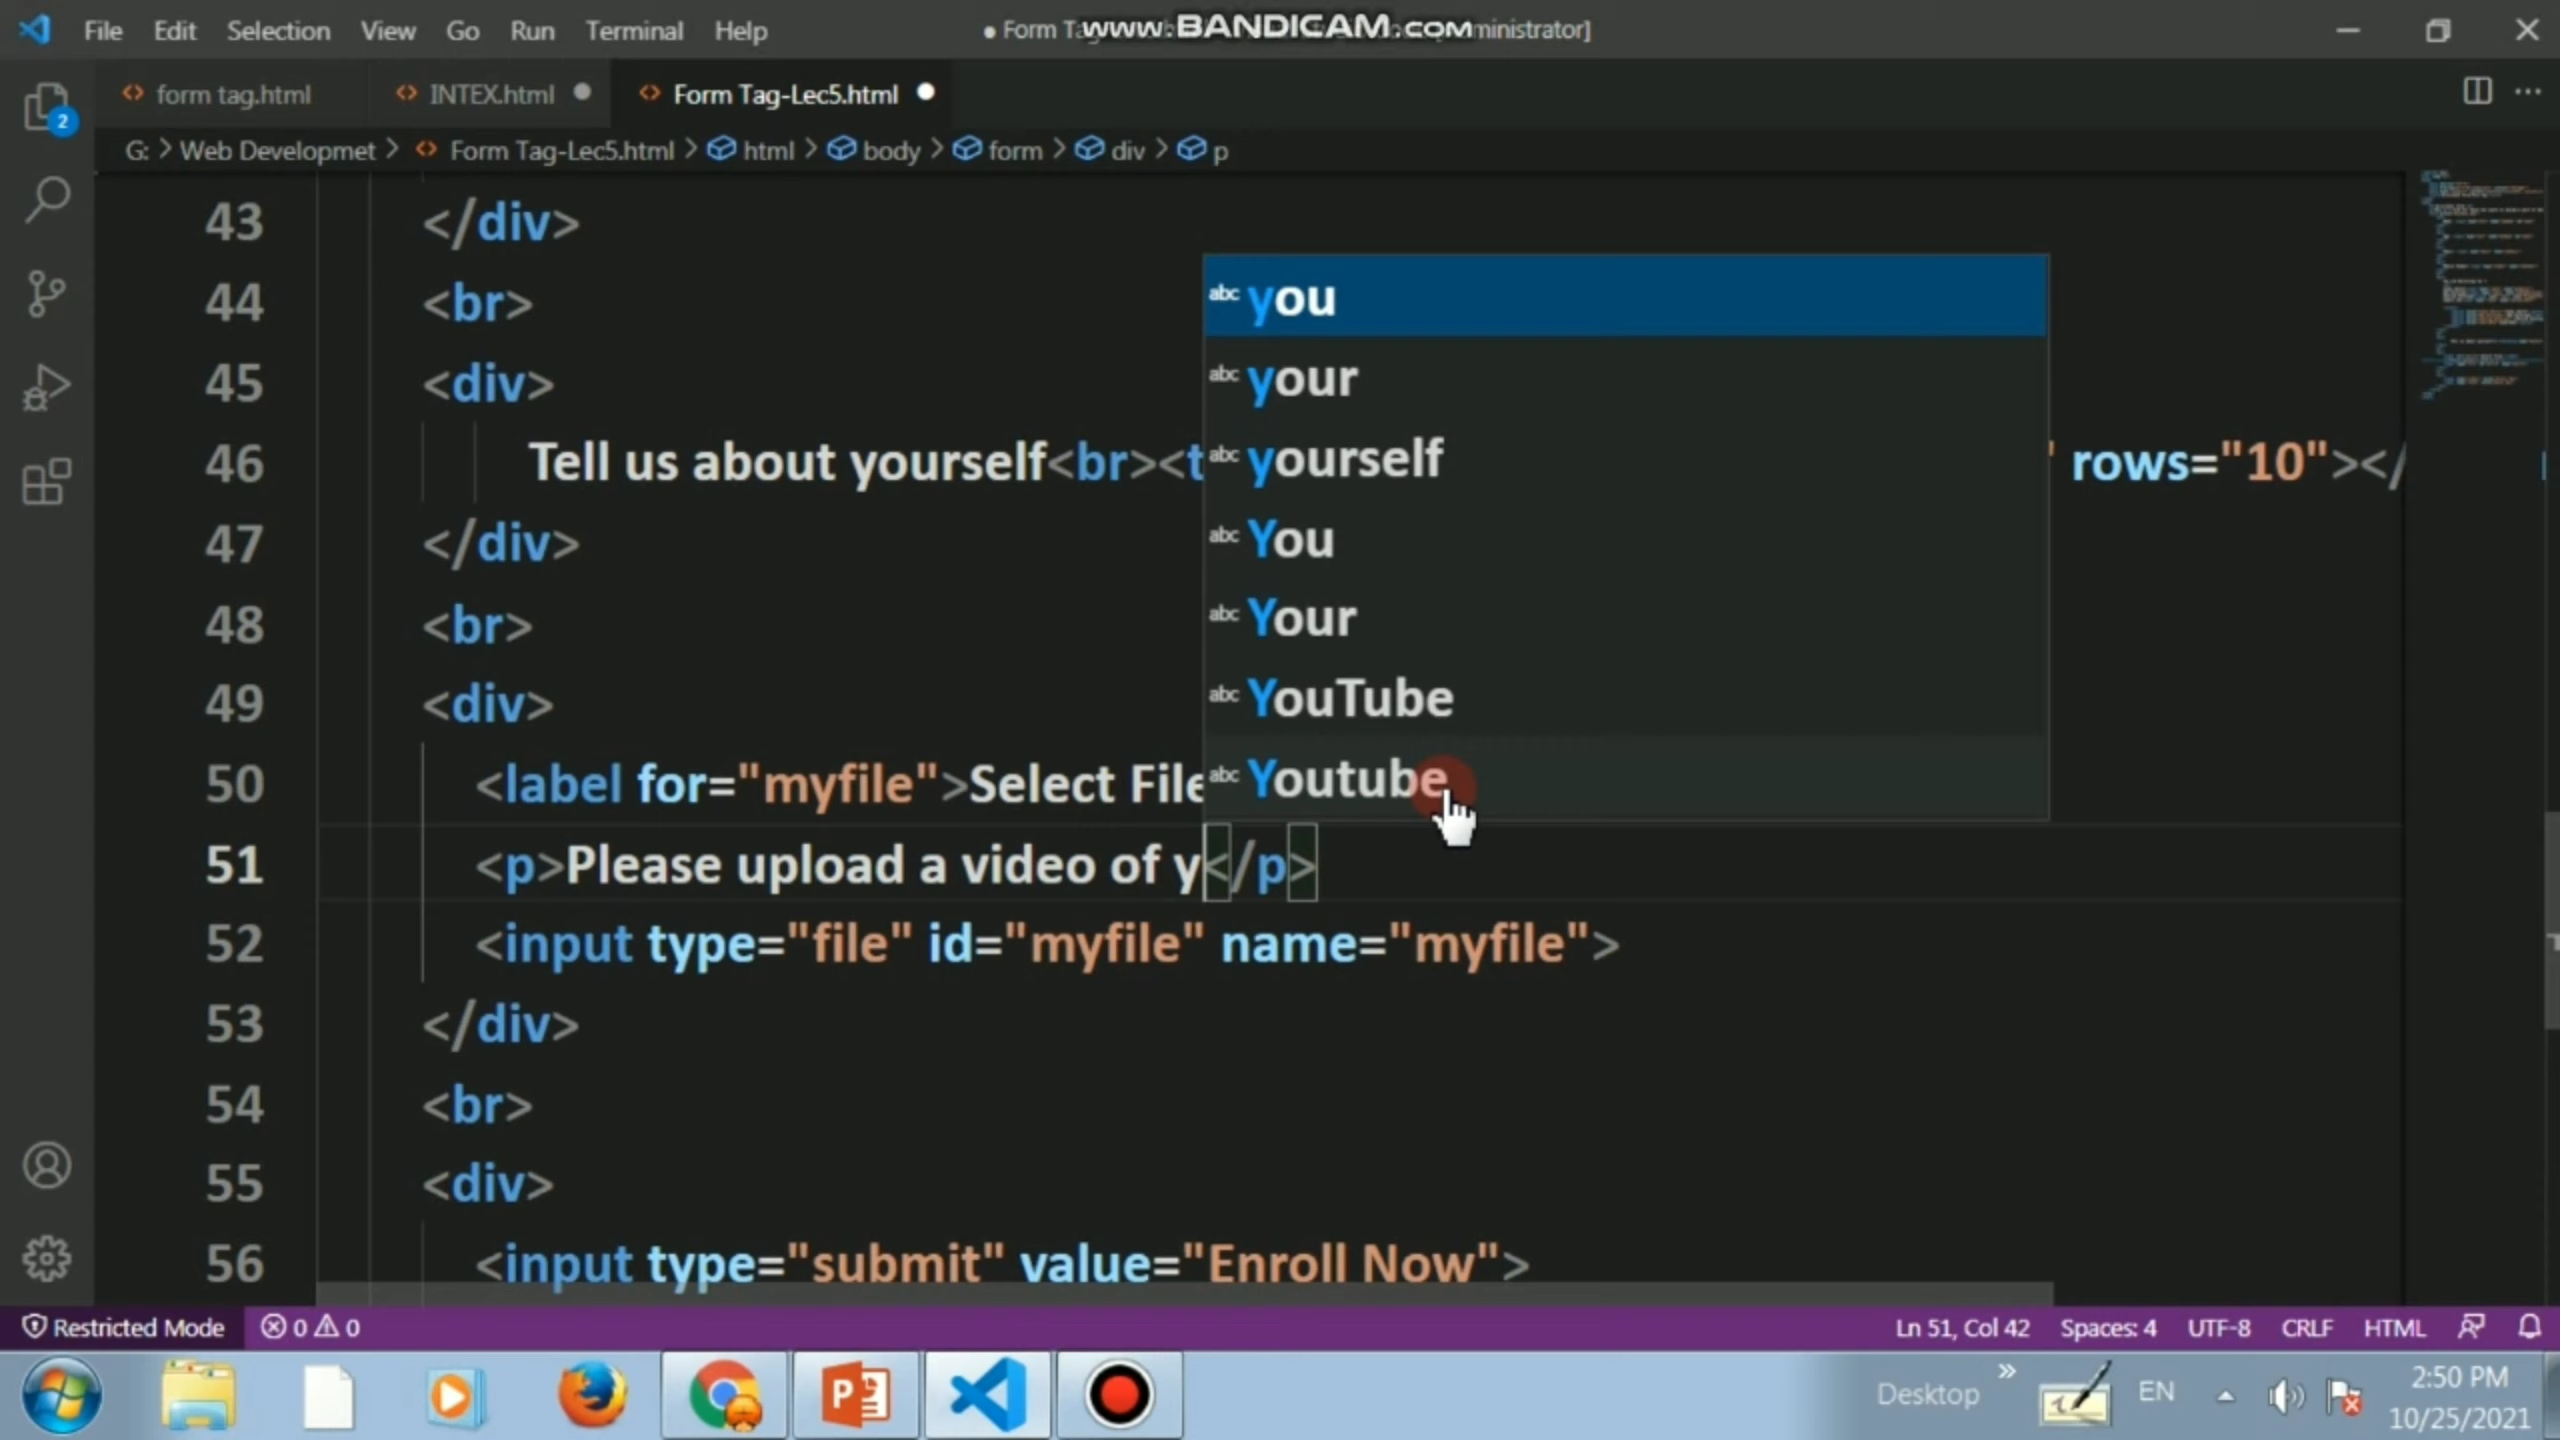 File Edit Selection View Go Run Terminal Help
● Form Ta
www.BANDICAM.com
ministrator]
form tag.html
INTEX.html
Form Tag-Lec5.html
2
G: > Web Developmet > Form Tag-Lec5.html > html > body > form > div > p
43 </div>
44 <br>
45 <div>
46 Tell us about yourself<br><t
" rows="10"></
47 </div>
48 <br>
49 <div>
50 <label for="myfile">Select File
51 <p>Please upload a video of y</p>
52 <input type="file" id="myfile" name="myfile">
53 </div>
54 <br>
55 <div>
56 <input type="submit" value="Enroll Now">
abc you
abc your
abc yourself
abc You
abc Your
abc YouTube
abc Youtube
Restricted Mode
0 0
Ln 51, Col 42 Spaces: 4 UTF-8 CRLF HTML
Desktop » EN
2:50 PM
10/25/2021